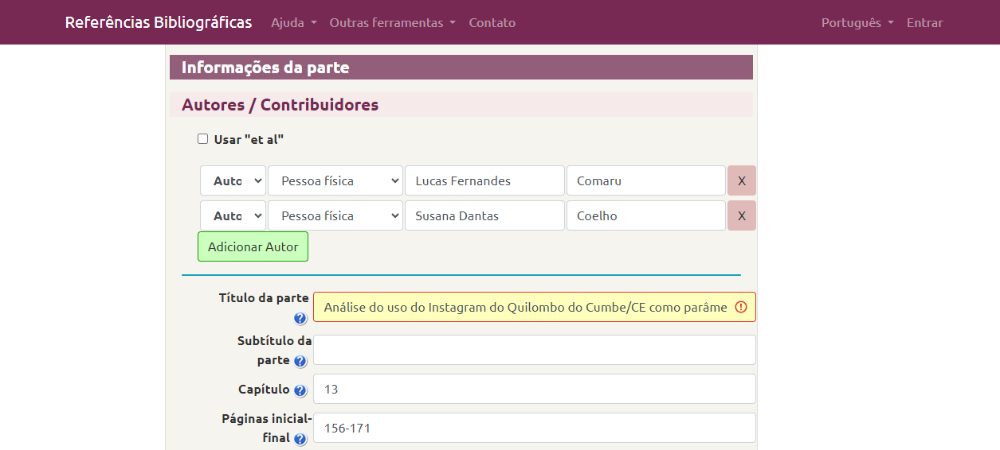 Referências Bibliográficas Ajuda Outras ferramentas Contato Português Entrar
Informações da parte
Autores / Contribuidores
Usar "et al"
Auto Pessoa física Lucas Fernandes Comaru X
Auto Pessoa física Susana Dantas Coelho X
Adicionar Autor
Título da parte Análise do uso do Instagram do Quilombo do Cumbe/CE como parâme
Subtítulo da
parte
Capítulo 13
Páginas inicial-
final 156-171